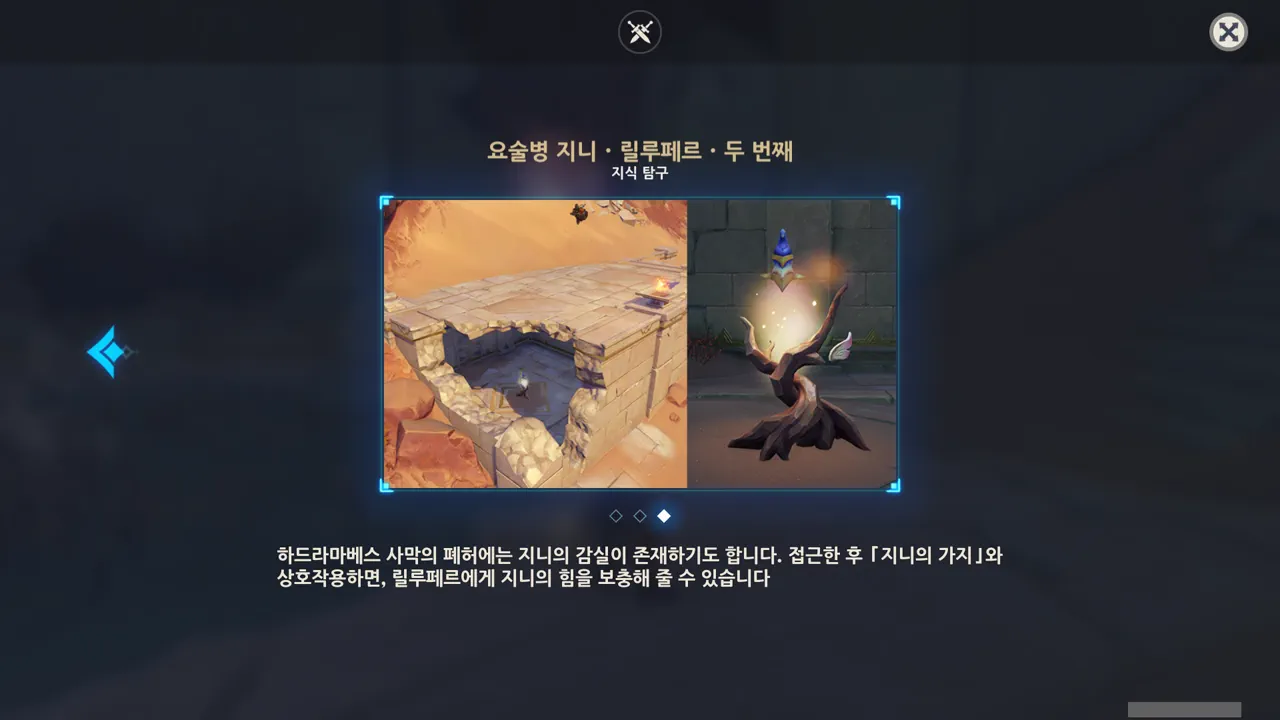 요술병 지니 · 릴루페르 · 두 번째
지식 탐구
하드라마베스 사막의 폐허에는 지니의 감실이 존재하기도 합니다. 접근한 후 「지니의 가지」와
상호작용하면, 릴루페르에게 지니의 힘을 보충해 줄 수 있습니다